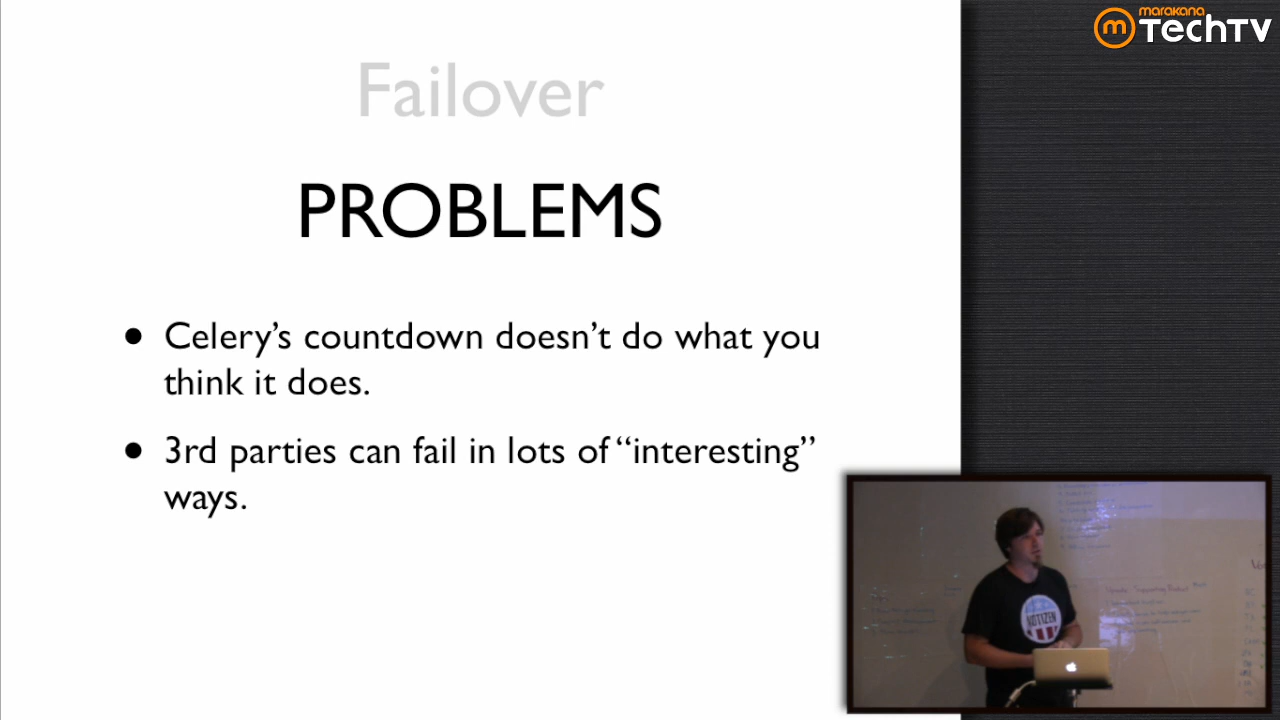 marakana
m TechTV
Failover
PROBLEMS
• Celery’s countdown doesn’t do what you
think it does.
• 3rd parties can fail in lots of “interesting”
ways.
VOTIZEN